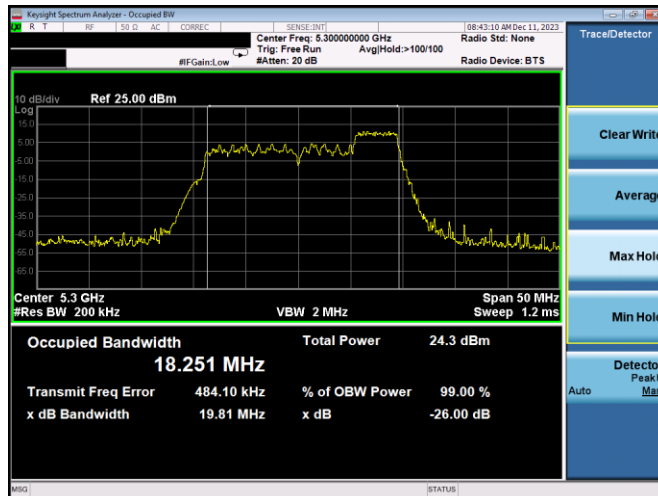 Keysight Spectrum Analyzer - Occupied BW
R T RF 50 Ω AC CORREC SENSE:INT 08:43:10 AM Dec 11, 2023
Center Freq: 5.300000000 GHz Radio Std: None
Trig: Free Run Avg|Hold:>100/100
#IFGain:Low #Atten: 20 dB Radio Device: BTS
Trace/Detector
10 dB/div Ref 25.00 dBm
Log
15.0
5.00
-5.00
-15.0
-25.0
-35.0
-45.0
-55.0
-65.0
Center 5.3 GHz Span 50 MHz
#Res BW 200 kHz VBW 2 MHz Sweep 1.2 ms
Occupied Bandwidth Total Power 24.3 dBm
18.251 MHz
Transmit Freq Error 484.10 kHz % of OBW Power 99.00 %
x dB Bandwidth 19.81 MHz x dB -26.00 dB
Clear Write
Average
Max Hold
Min Hold
Detecto
Peak
Auto Ma
MSG STATUS